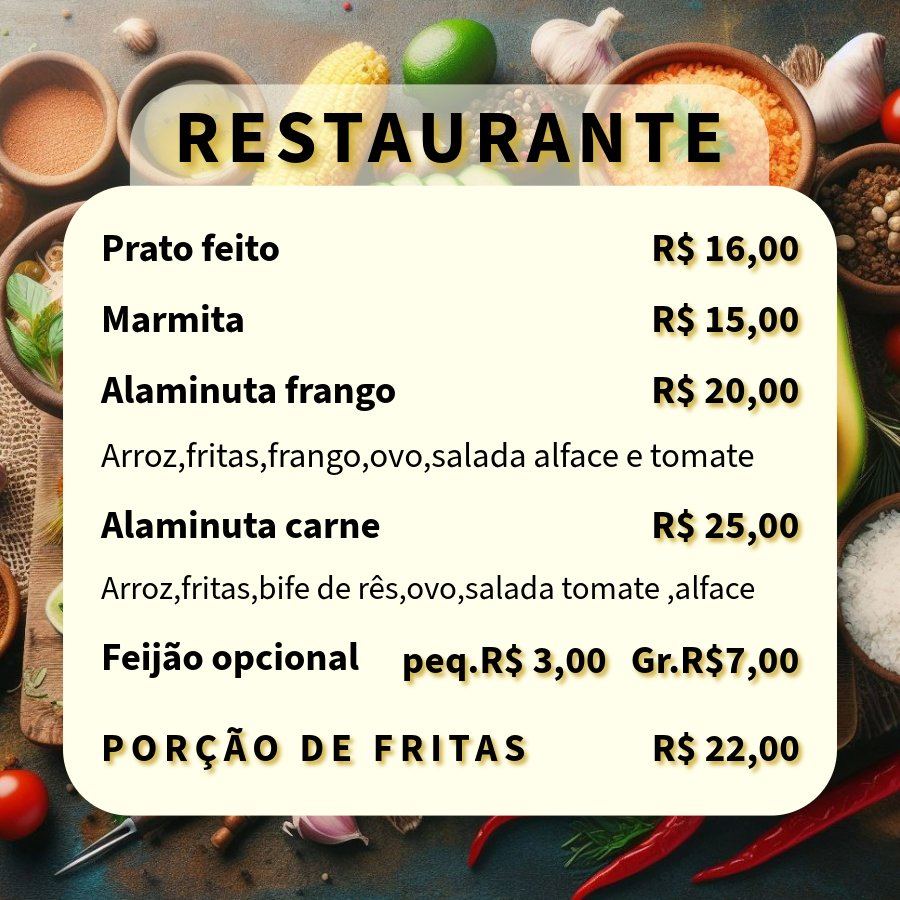 RESTAURANTE
Prato feito R$ 16,00
Marmita R$ 15,00
Alaminuta frango R$ 20,00
Arroz,fritas,frango,ovo,salada alface e tomate
Alaminuta carne R$ 25,00
Arroz,fritas,bife de rês,ovo,salada tomate ,alface
Feijão opcional peq.R$ 3,00 Gr.R$7,00
PORÇÃO DE FRITAS R$ 22,00